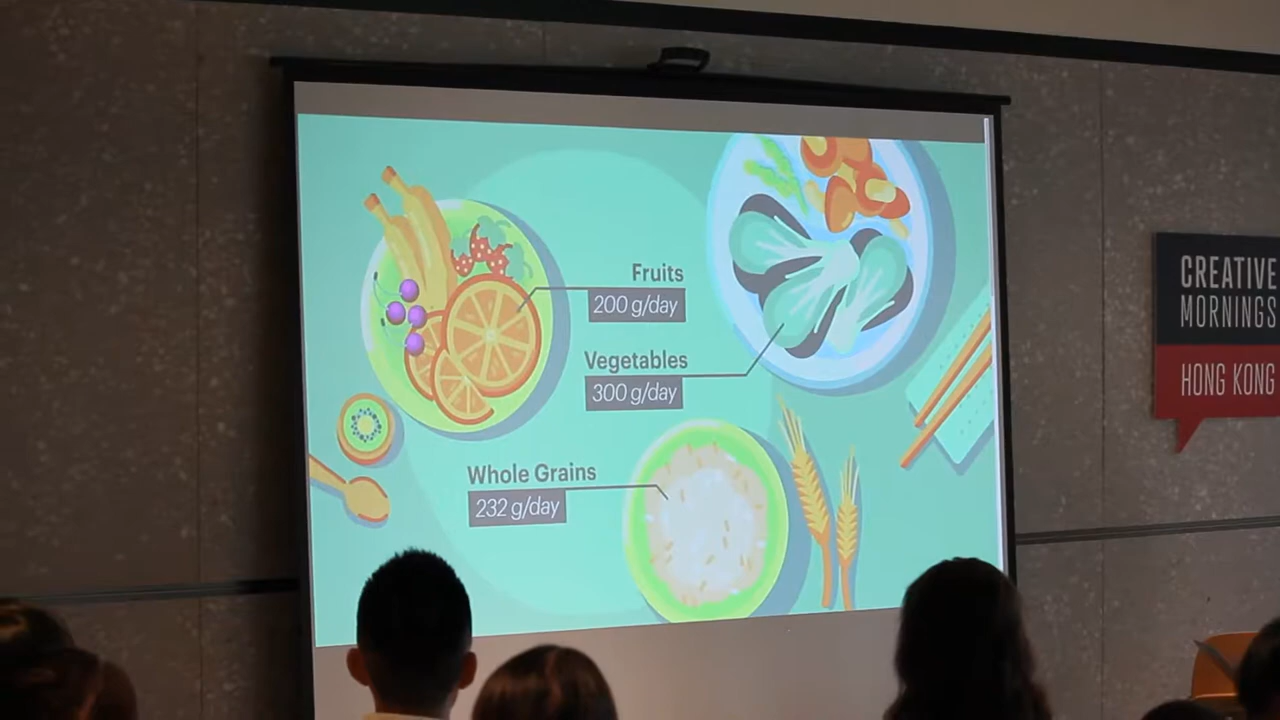 Fruits
200 g/day
Vegetables
300 g/day
Whole Grains
232 g/day
CREATIVE
MORNINGS
HONG KONG